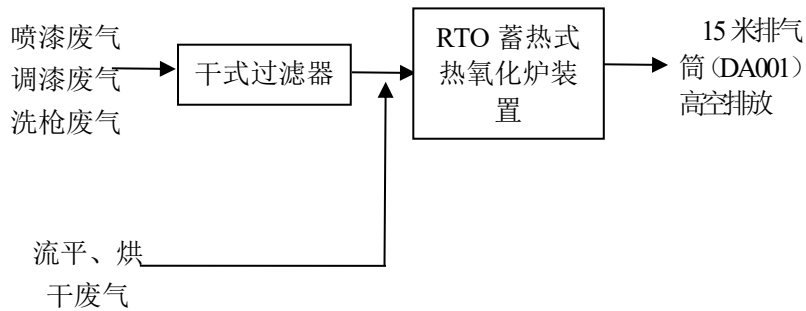 喷漆废气
调漆废气
洗枪废气
干式过滤器
RTO 蓄热式
热氧化炉装
置
15 米排气
筒（DA001）
高空排放
流平、烘
干废气